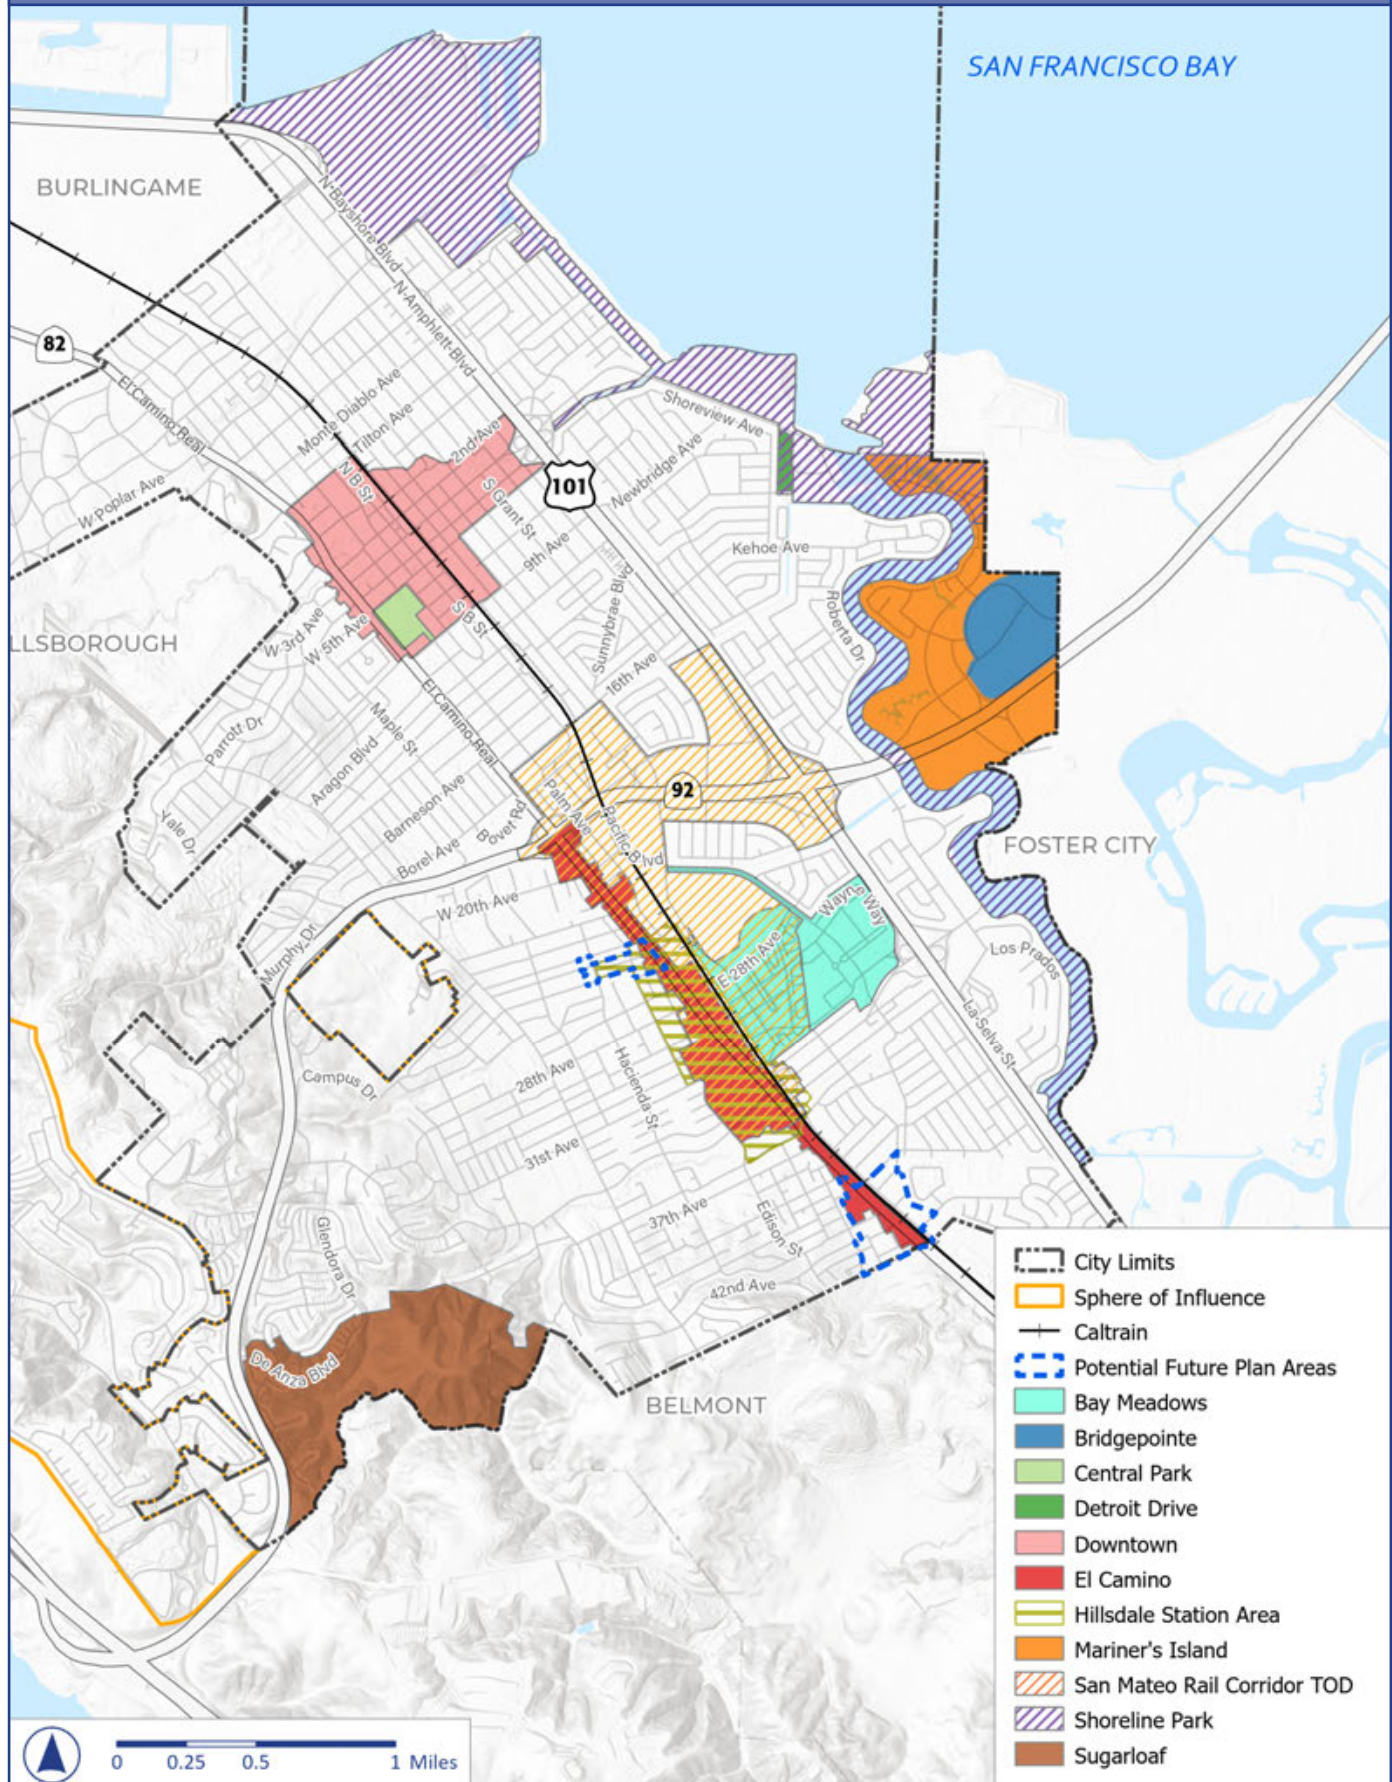 SAN FRANCISCO BAY
BURLINGAME
N Bayshore Blvd
N Amphlett Blvd
82
El Camino Real
Monte Diablo Ave
Tilton Ave
2nd Ave
N B St
Shoreview Ave
Newbridge Ave
101
W Poplar Ave
S Grant St
9th Ave
Kehoe Ave
Sunnybrae Blvd
Roberta Dr
W 3rd Ave
W 5th Ave
S B St
LLSBOROUGH
16th Ave
El Camino Real
Maple St
Parrott Dr
Aragon Blvd
Barneson Ave
Bovet Rd
Palm Ave
92
Pacific Blvd
Yale Dr
Borel Ave
FOSTER CITY
W 20th Ave
Wayne Way
Murphy Dr
E 28th Ave
Los Prados
La Selva St
Campus Dr
28th Ave
Hacienda St
31st Ave
37th Ave
Edison St
Glendora Dr
42nd Ave
De Anza Blvd
BELMONT
City Limits
Sphere of Influence
Caltrain
Potential Future Plan Areas
Bay Meadows
Bridgepointe
Central Park
Detroit Drive
Downtown
El Camino
Hillsdale Station Area
Mariner's Island
San Mateo Rail Corridor TOD
Shoreline Park
Sugarloaf
0 0.25 0.5 1 Miles